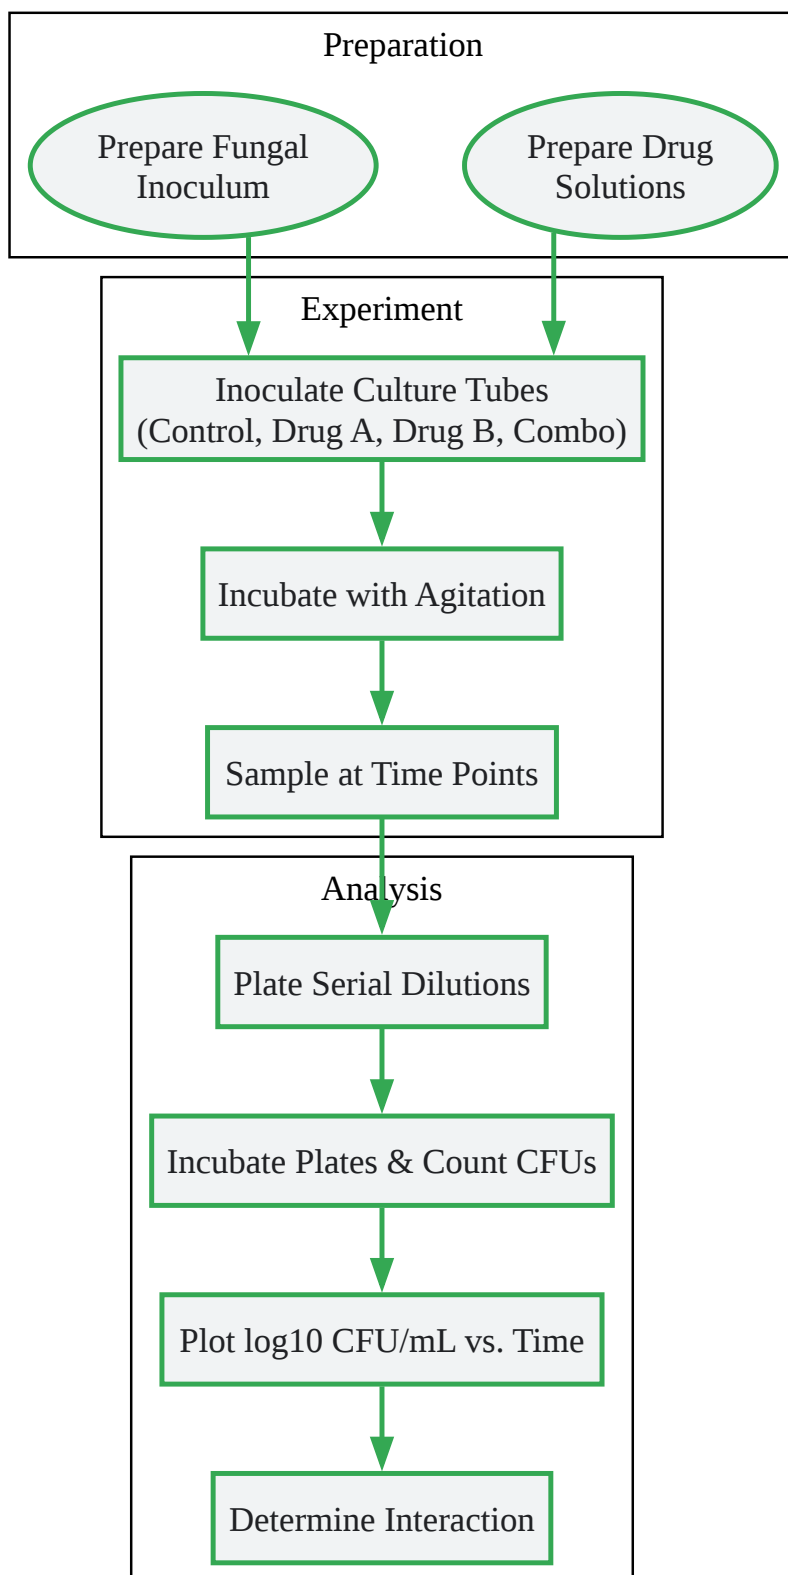 Preparation
Prepare Fungal
Inoculum
Prepare Drug
Solutions
Experiment
Inoculate Culture Tubes
(Control, Drug A, Drug B, Combo)
Incubate with Agitation
Sample at Time Points
Analysis
Plate Serial Dilutions
Incubate Plates & Count CFUs
Plot log10 CFU/mL vs. Time
Determine Interaction